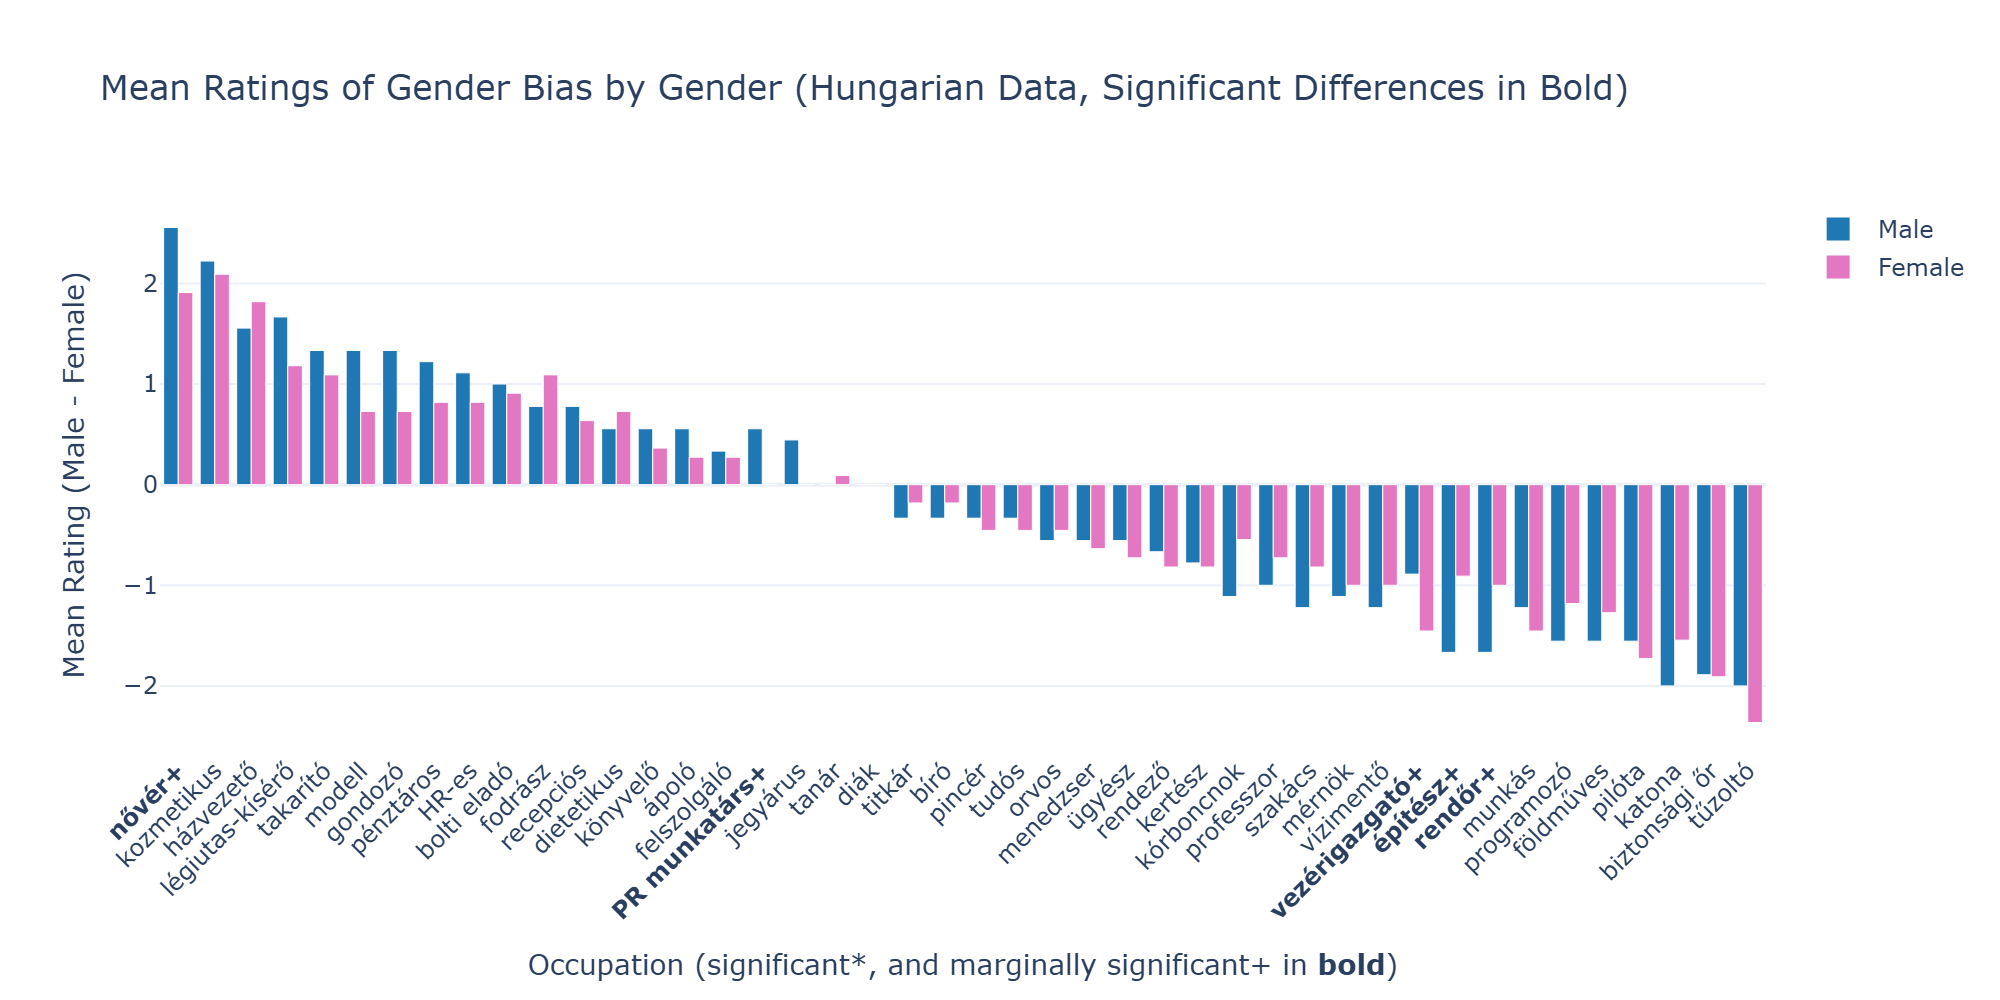 Mean Ratings of Gender Bias by Gender (Hungarian Data, Significant Differences in Bold)
Male
Female
Mean Rating (Male - Female)
2
1
0
−1
−2
nővér+
kozmetikus
házvezető
légiutas-kísérő
takarító
modell
gondozó
pénztáros
HR-es
bolti eladó
fodrász
recepciós
dietetikus
könyvelő
ápoló
felszolgáló
PR munkatárs+
jegyárus
tanár
diák
titkár
bíró
pincér
tudós
orvos
menedzser
ügyész
rendező
kertész
kórboncnok
professzor
szakács
mérnök
vízimentő
vezérigazgató+
építész+
rendőr+
munkás
programozó
földműves
pilóta
katona
biztonsági őr
tűzoltó
Occupation (significant*, and marginally significant+ in bold)